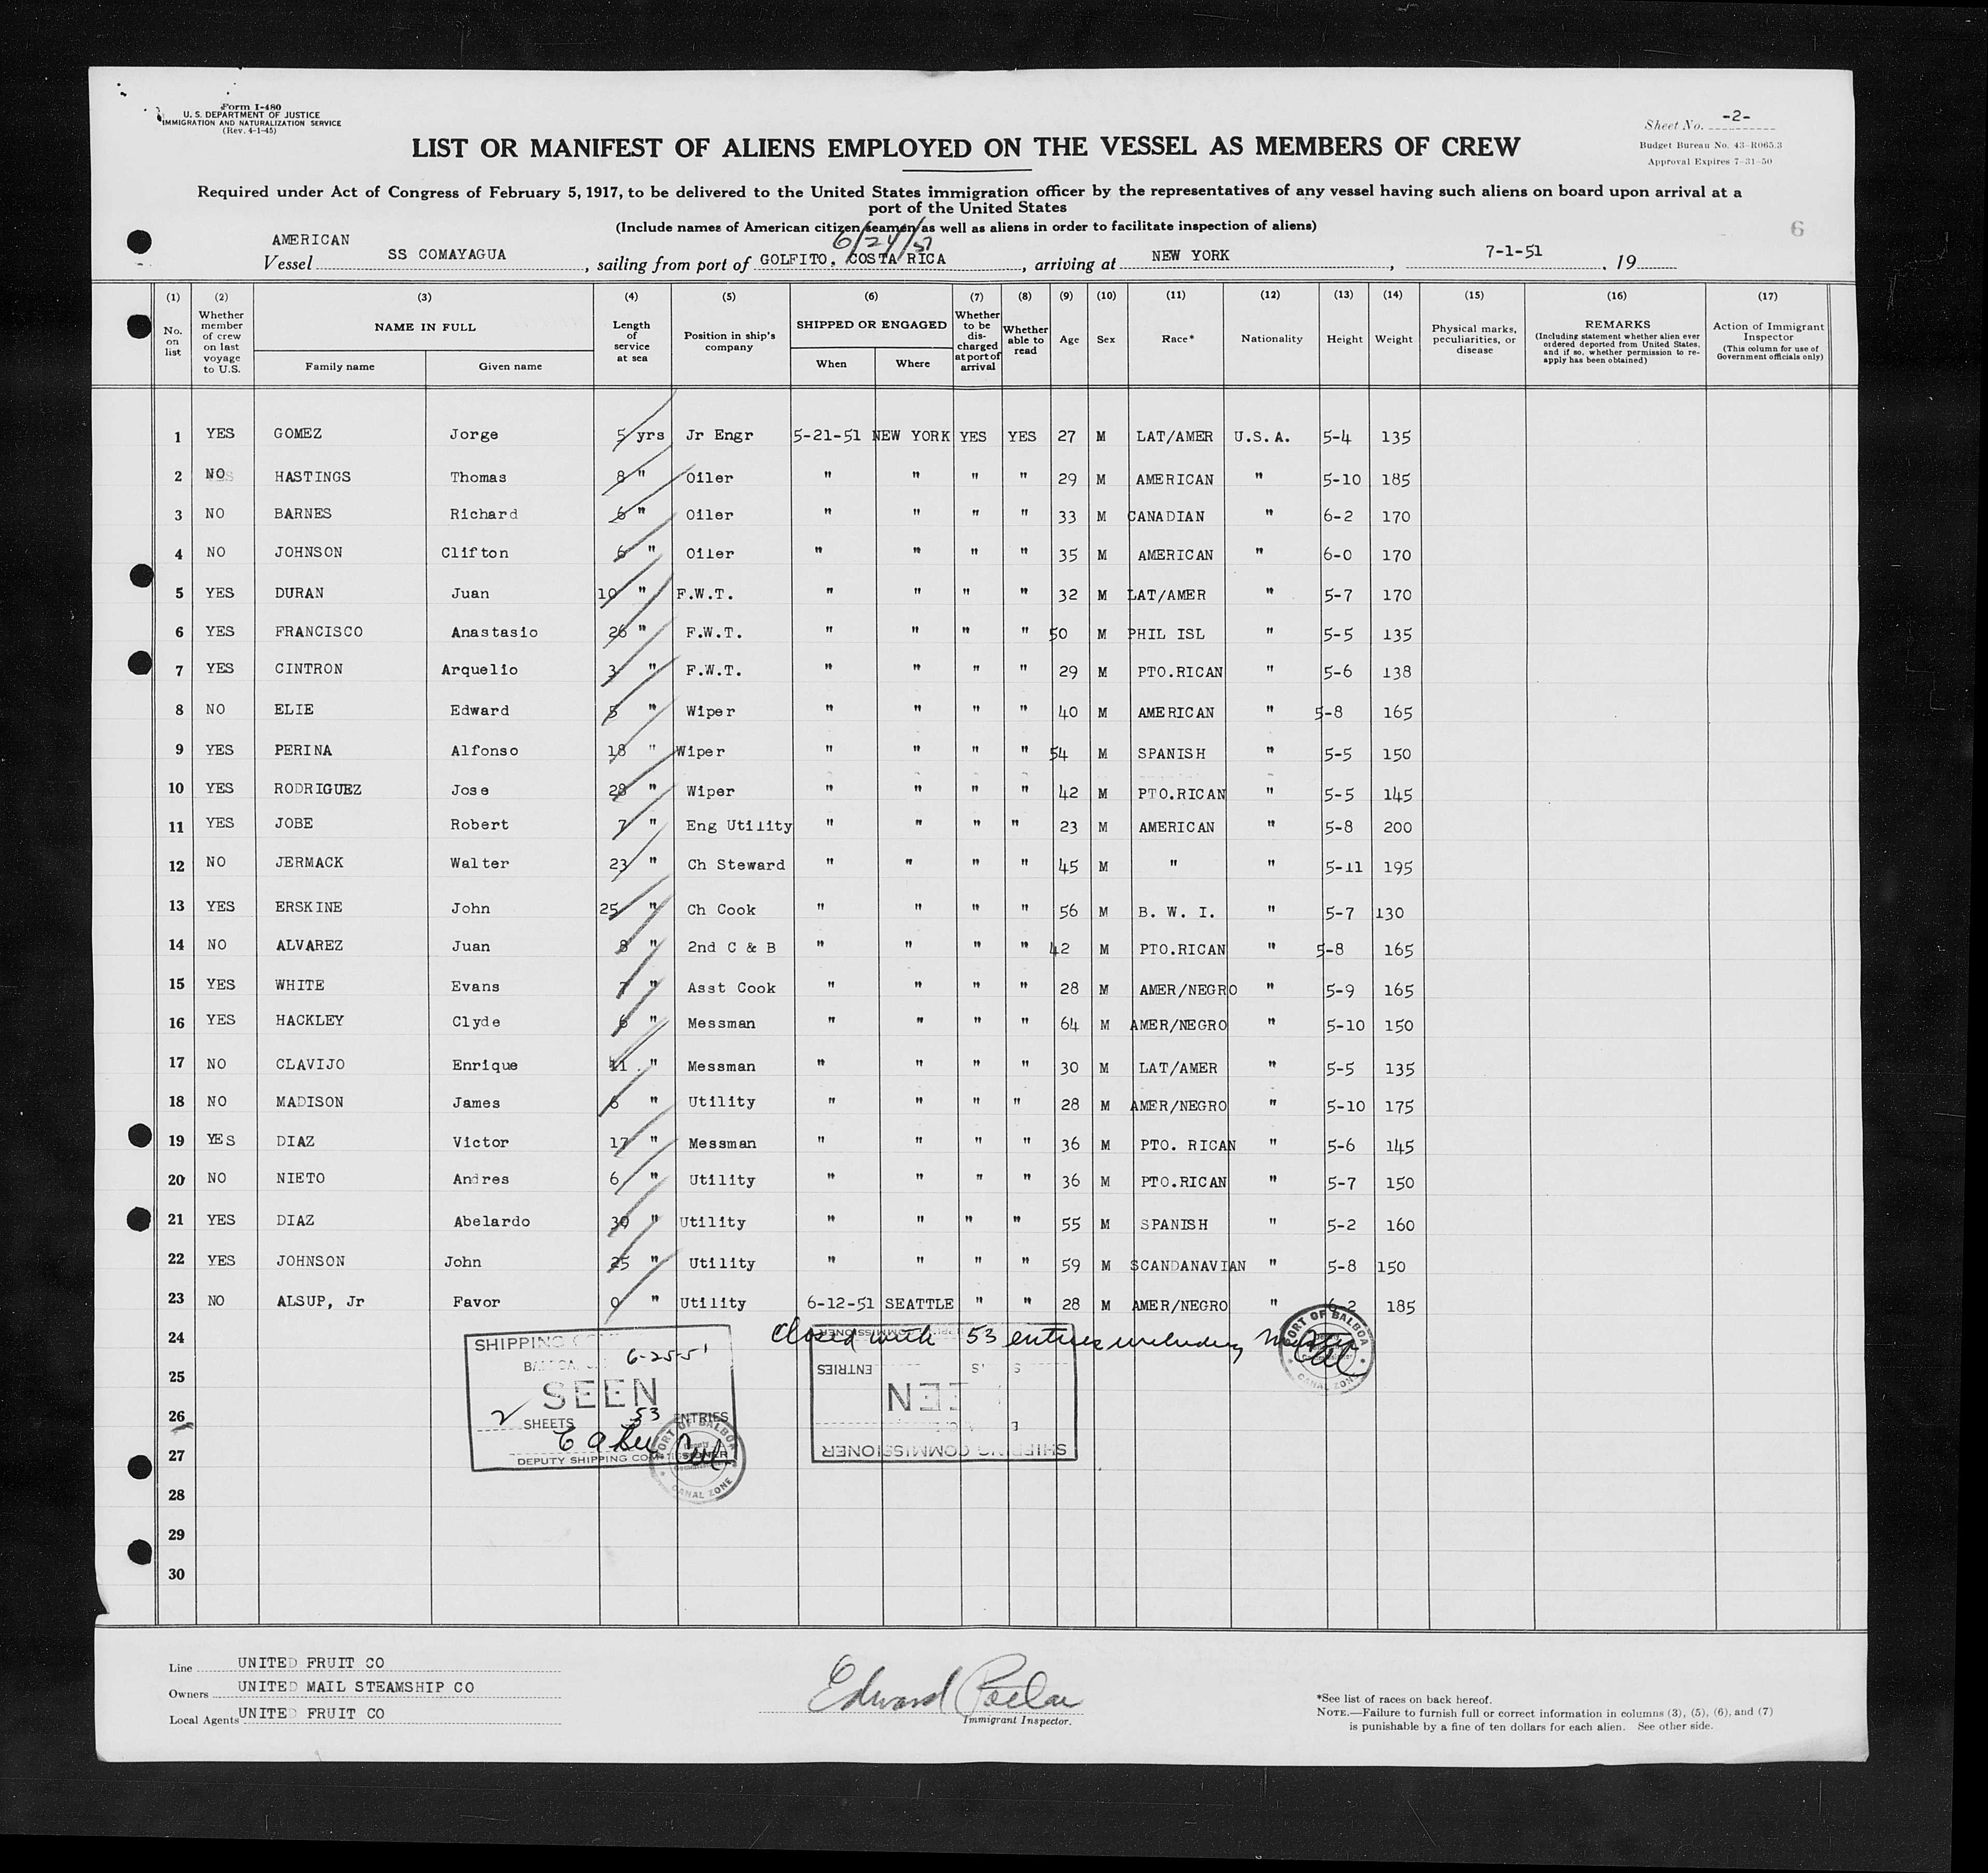 Form I-480
U. S. DEPARTMENT OF JUSTICE
IMMIGRATION AND NATURALIZATION SERVICE
(Rev. 4-1-45)
Sheet No. -2-
Budget Bureau No. 43-R065.3
Approval Expires 7-31-50
LIST OR MANIFEST OF ALIENS EMPLOYED ON THE VESSEL AS MEMBERS OF CREW
Required under Act of Congress of February 5, 1917, to be delivered to the United States immigration officer by the representatives of any vessel having such aliens on board upon arrival at a
port of the United States
(Include names of American citizen seamen as well as aliens in order to facilitate inspection of aliens)
6
6/24/51
AMERICAN
Vessel SS COMAYAGUA, sailing from port of GOLFITO, COSTA RICA, arriving at NEW YORK, 7-1-51, 19
(1) (2) (3) (4) (5) (6) (7) (8) (9) (10) (11) (12) (13) (14) (15) (16) (17)
No. on list
Whether member of crew on last voyage to U.S.
NAME IN FULL
Family name Given name
Length of service at sea
Position in ship's company
SHIPPED OR ENGAGED
When Where
Whether to be discharged at port of arrival
Whether able to read
Age
Sex
Race*
Nationality
Height
Weight
Physical marks, peculiarities, or disease
REMARKS
(Including statement whether alien ever ordered deported from United States, and if so, whether permission to re-apply has been obtained)
Action of Immigrant Inspector
(This column for use of Government officials only)
1 YES GOMEZ Jorge 5 yrs Jr Engr 5-21-51 NEW YORK YES YES 27 M LAT/AMER U.S.A. 5-4 135
2 NO HASTINGS Thomas 8 " Oiler " " " " 29 M AMERICAN " 5-10 185
3 NO BARNES Richard 6 " Oiler " " " " 33 M CANADIAN " 6-2 170
4 NO JOHNSON Clifton 6 " Oiler " " " " 35 M AMERICAN " 6-0 170
5 YES DURAN Juan 10 " F.W.T. " " " " 32 M LAT/AMER " 5-7 170
6 YES FRANCISCO Anastasio 26 " F.W.T. " " " " 50 M PHIL ISL " 5-5 135
7 YES CINTRON Arquelio 3 " F.W.T. " " " " 29 M PTO.RICAN " 5-6 138
8 NO ELIE Edward 5 " Wiper " " " " 40 M AMERICAN " 5-8 165
9 YES PERINA Alfonso 18 " Wiper " " " " 54 M SPANISH " 5-5 150
10 YES RODRIGUEZ Jose 28 " Wiper " " " " 42 M PTO.RICAN " 5-5 145
11 YES JOBE Robert 7 " Eng Utility " " " " 23 M AMERICAN " 5-8 200
12 NO JERMACK Walter 23 " Ch Steward " " " " 45 M " " 5-11 195
13 YES ERSKINE John 25 " Ch Cook " " " " 56 M B. W. I. " 5-7 130
14 NO ALVAREZ Juan 8 " 2nd C & B " " " " 42 M PTO.RICAN " 5-8 165
15 YES WHITE Evans 7 " Asst Cook " " " " 28 M AMER/NEGRO " 5-9 165
16 YES HACKLEY Clyde 6 " Messman " " " " 64 M AMER/NEGRO " 5-10 150
17 NO CLAVIJO Enrique 11 " Messman " " " " 30 M LAT/AMER " 5-5 135
18 NO MADISON James 6 " Utility " " " " 28 M AMER/NEGRO " 5-10 175
19 YES DIAZ Victor 17 " Messman " " " " 36 M PTO. RICAN " 5-6 145
20 NO NIETO Andres 6 " Utility " " " " 36 M PTO.RICAN " 5-7 150
21 YES DIAZ Abelardo 30 " Utility " " " " 55 M SPANISH " 5-2 160
22 YES JOHNSON John 25 " Utility " " " " 59 M SCANDANAVIAN " 5-8 150
23 NO ALSUP, Jr Favor 0 " Utility 6-12-51 SEATTLE " " 28 M AMER/NEGRO " 6-2 185
24 Closed with 53 entries including Master
25
26
27
28
29
30
SHIPPING
6-25-51
SEEN
2 SHEETS 53 ENTRIES
DEPUTY SHIPPING COMMISSIONER
PORT OF BALBOA
CANAL ZONE
ENTRIES
SEEN
SHIPPING COMMISSIONER
PORT OF BALBOA
CANAL ZONE
Line UNITED FRUIT CO
Owners UNITED MAIL STEAMSHIP CO
Local Agents UNITED FRUIT CO
Edward
Immigrant Inspector.
*See list of races on back hereof.
NOTE.—Failure to furnish full or correct information in columns (3), (5), (6), and (7)
is punishable by a fine of ten dollars for each alien. See other side.